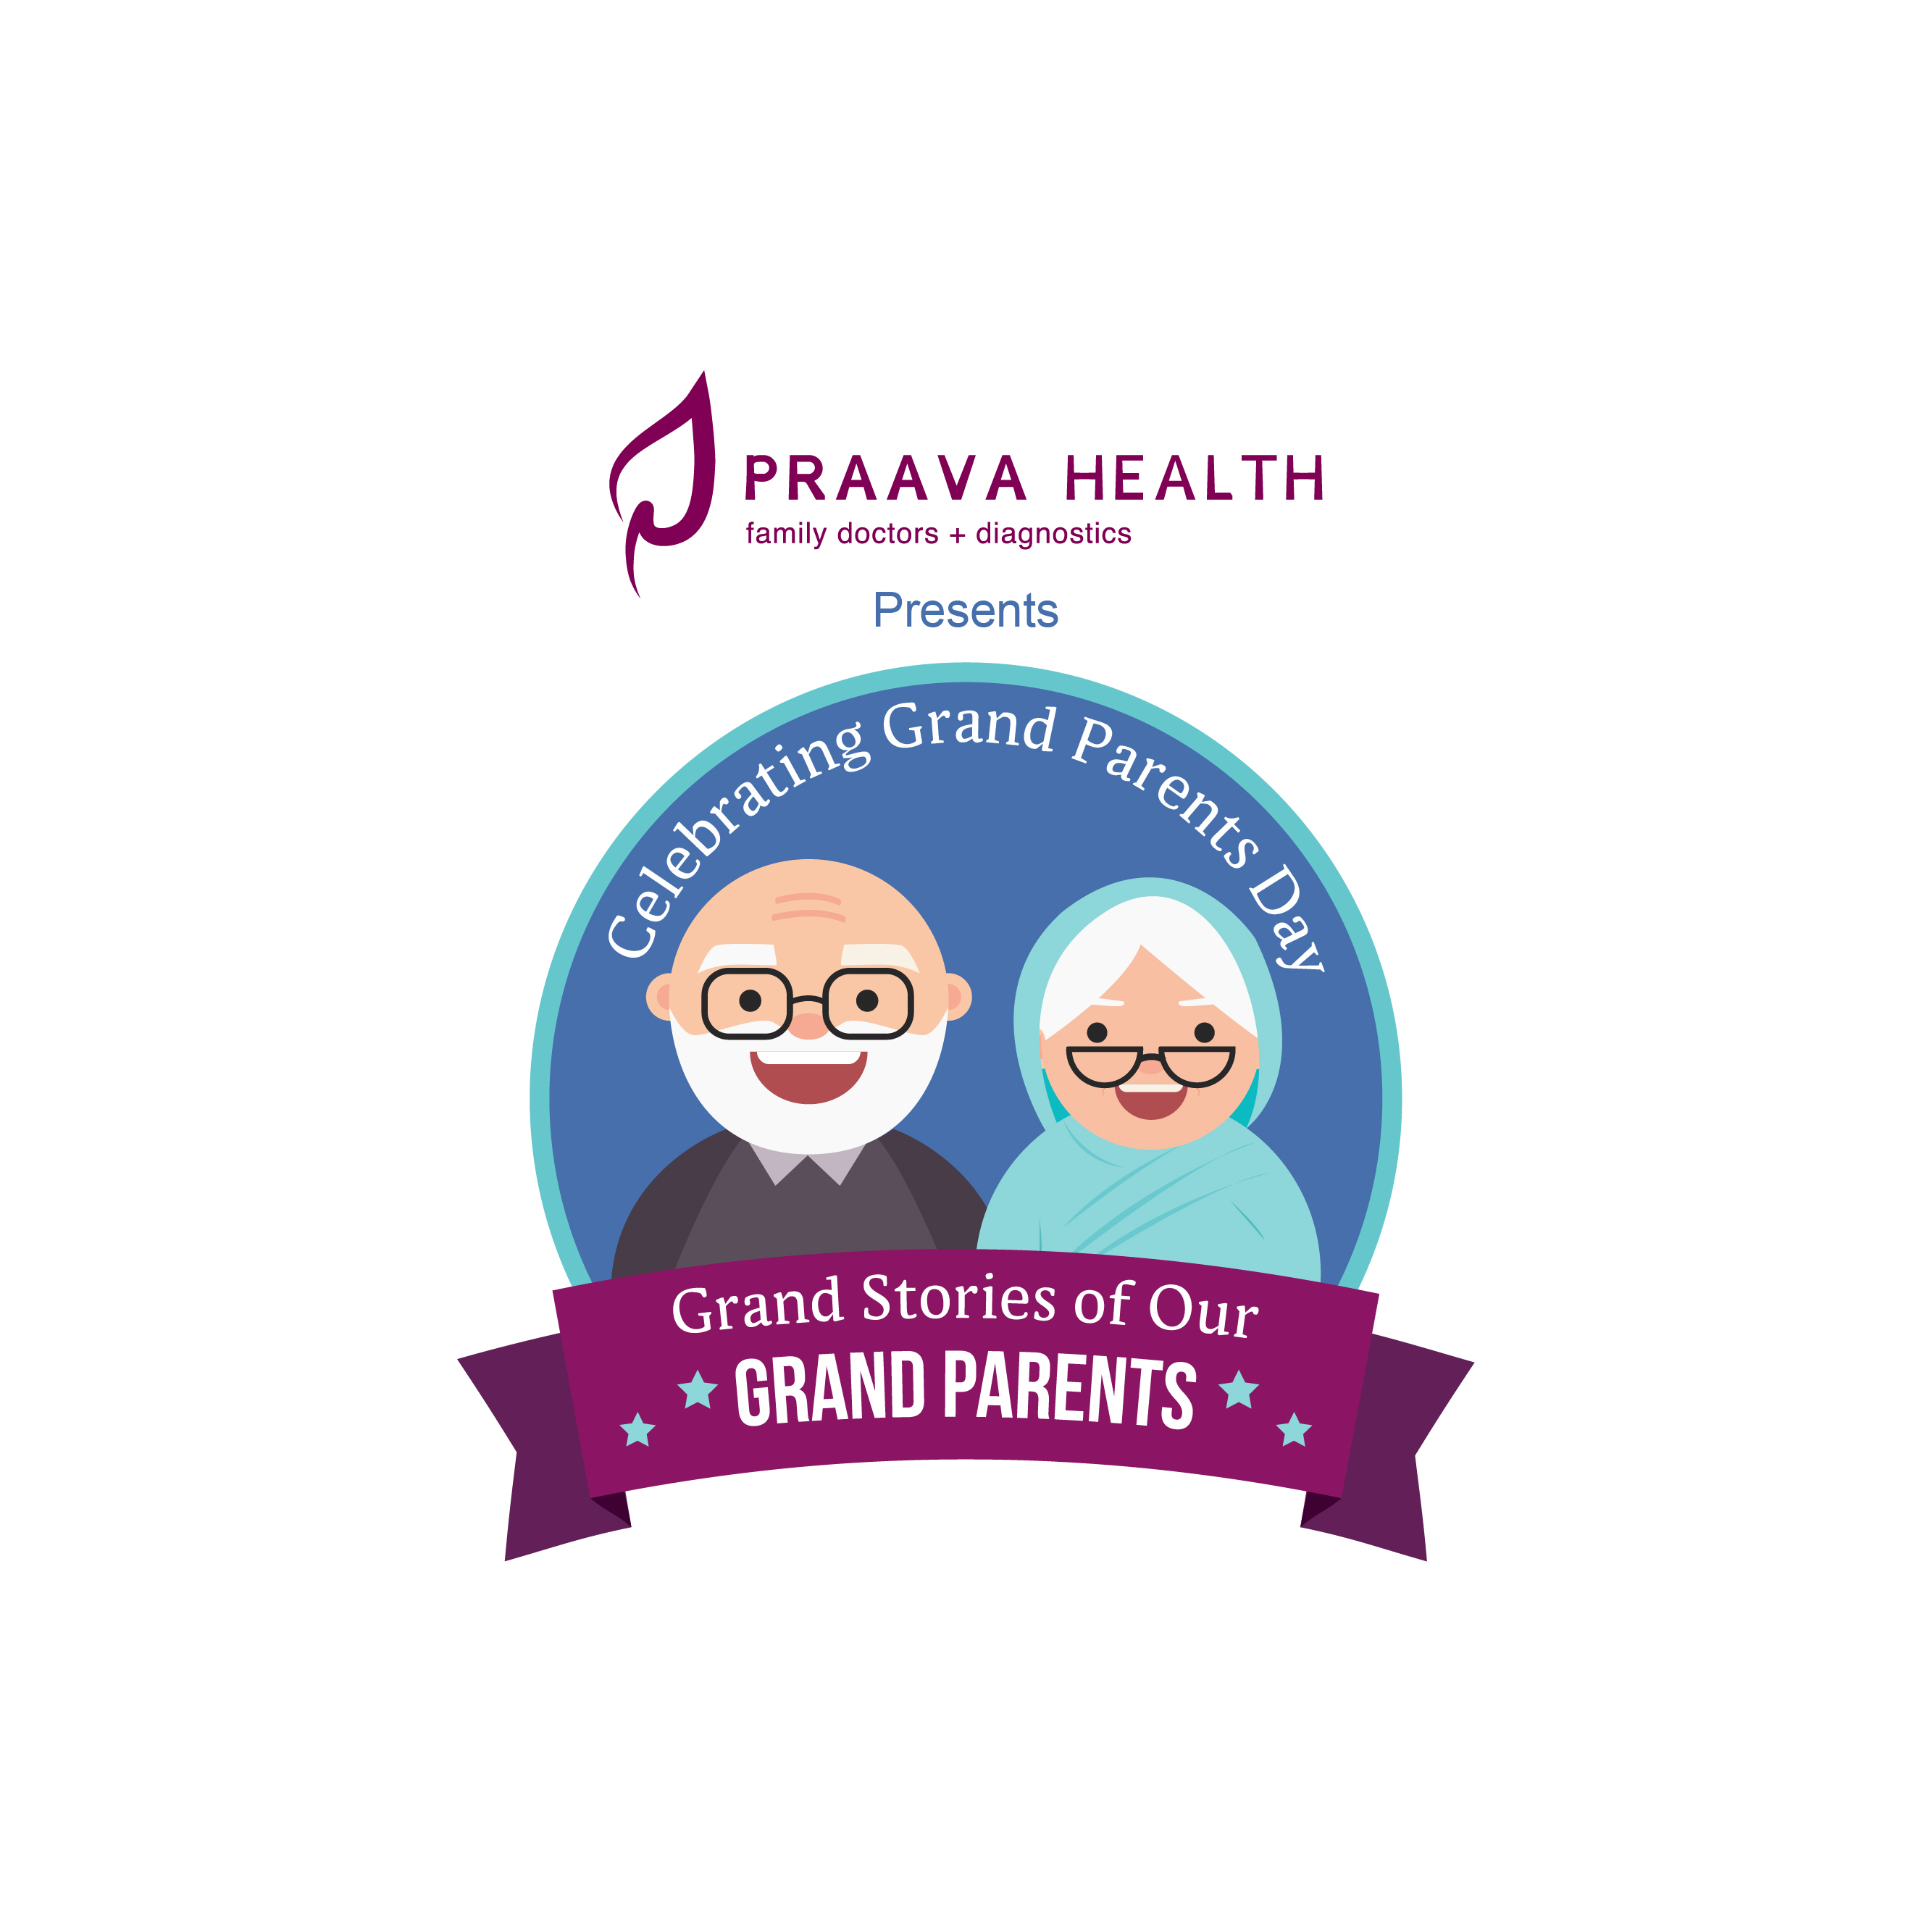 PRAAVA HEALTH
family doctors + diagnostics
Presents
Celebrating Grand Parents Day
Grand Stories of Our
GRAND PARENTS